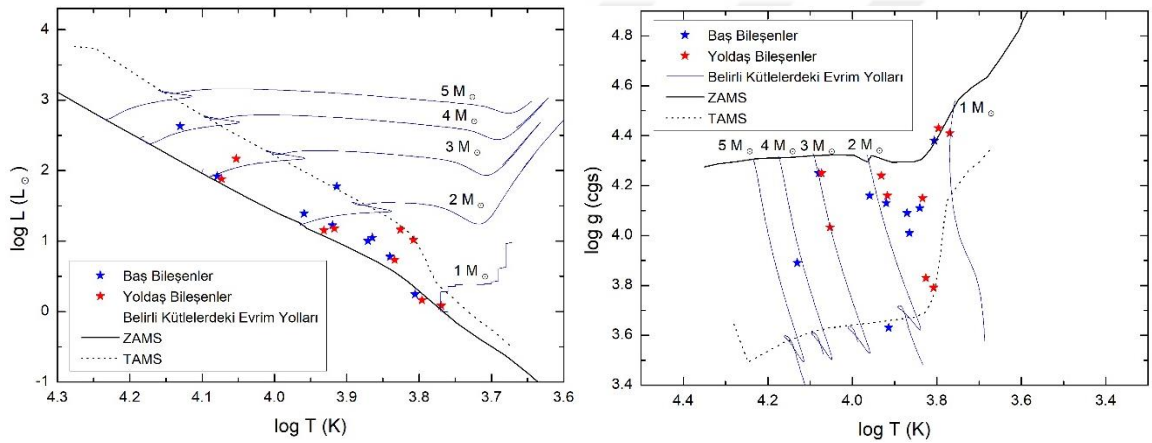 4
3
2
1
0
-1
log L (L☉)
5 M☉
4 M☉
3 M☉
2 M☉
1 M☉
Baş Bileşenler
Yoldaş Bileşenler
Belirli Kütlelerdeki Evrim Yolları
ZAMS
TAMS
4.3 4.2 4.1 4.0 3.9 3.8 3.7 3.6
log T (K)
4.8
4.6
4.4
4.2
4.0
3.8
3.6
3.4
log g (cgs)
Baş Bileşenler
Yoldaş Bileşenler
Belirli Kütlelerdeki Evrim Yolları
ZAMS
TAMS
1 M☉
5 M☉ 4 M☉ 3 M☉ 2 M☉
4.4 4.2 4.0 3.8 3.6 3.4
log T (K)